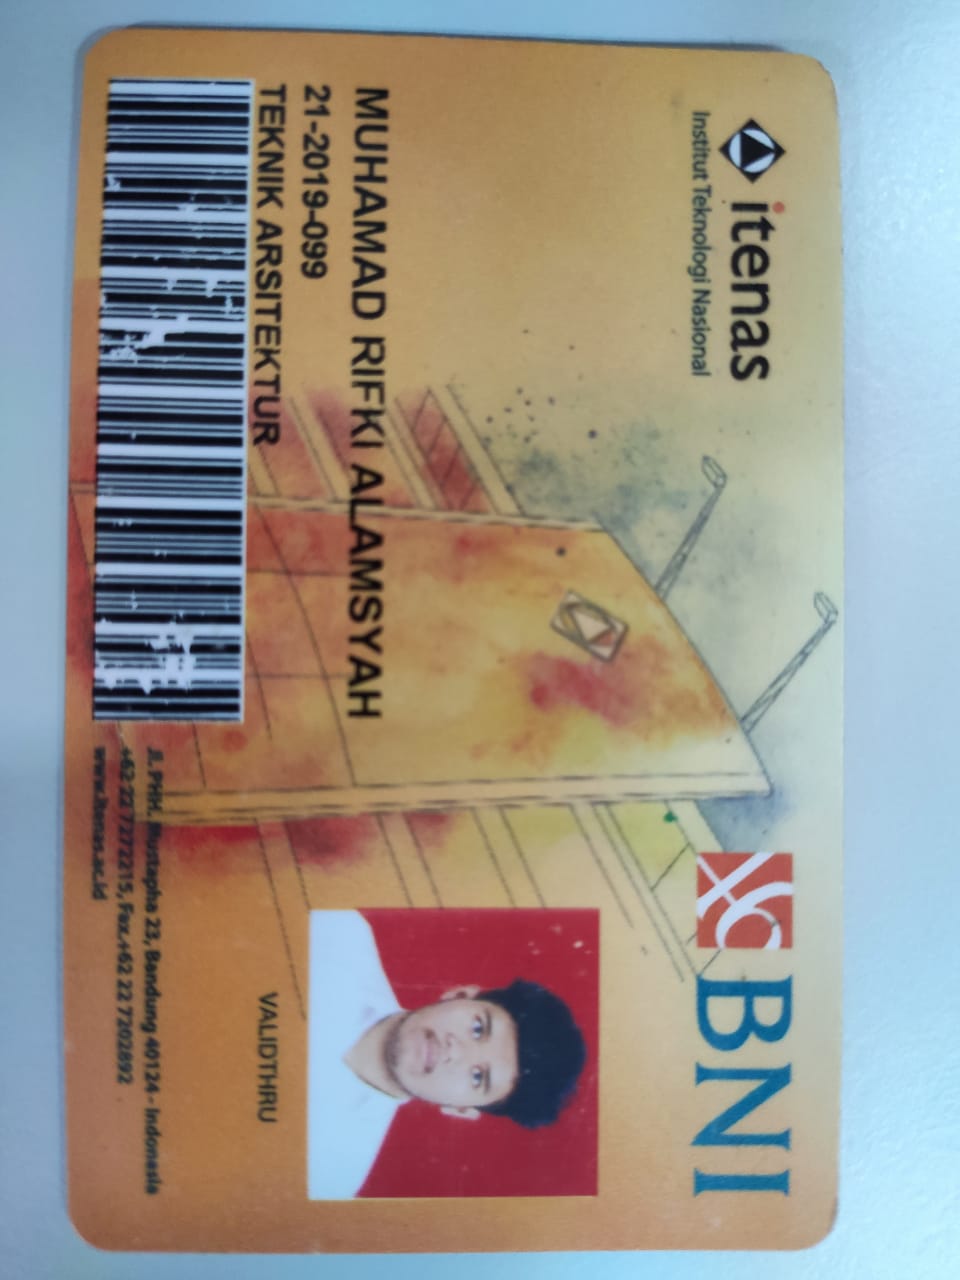 itenas
Institut Teknologi Nasional
BNI
MUHAMAD RIFKI ALAMSYAH
21-2019-099
TEKNIK ARSITEKTUR
VALIDTHRU
Jl. PHH. Mustapha 23, Bandung 40124 - Indonesia
+62 22 7272215, Fax.+62 22 7202892
www.itenas.ac.id